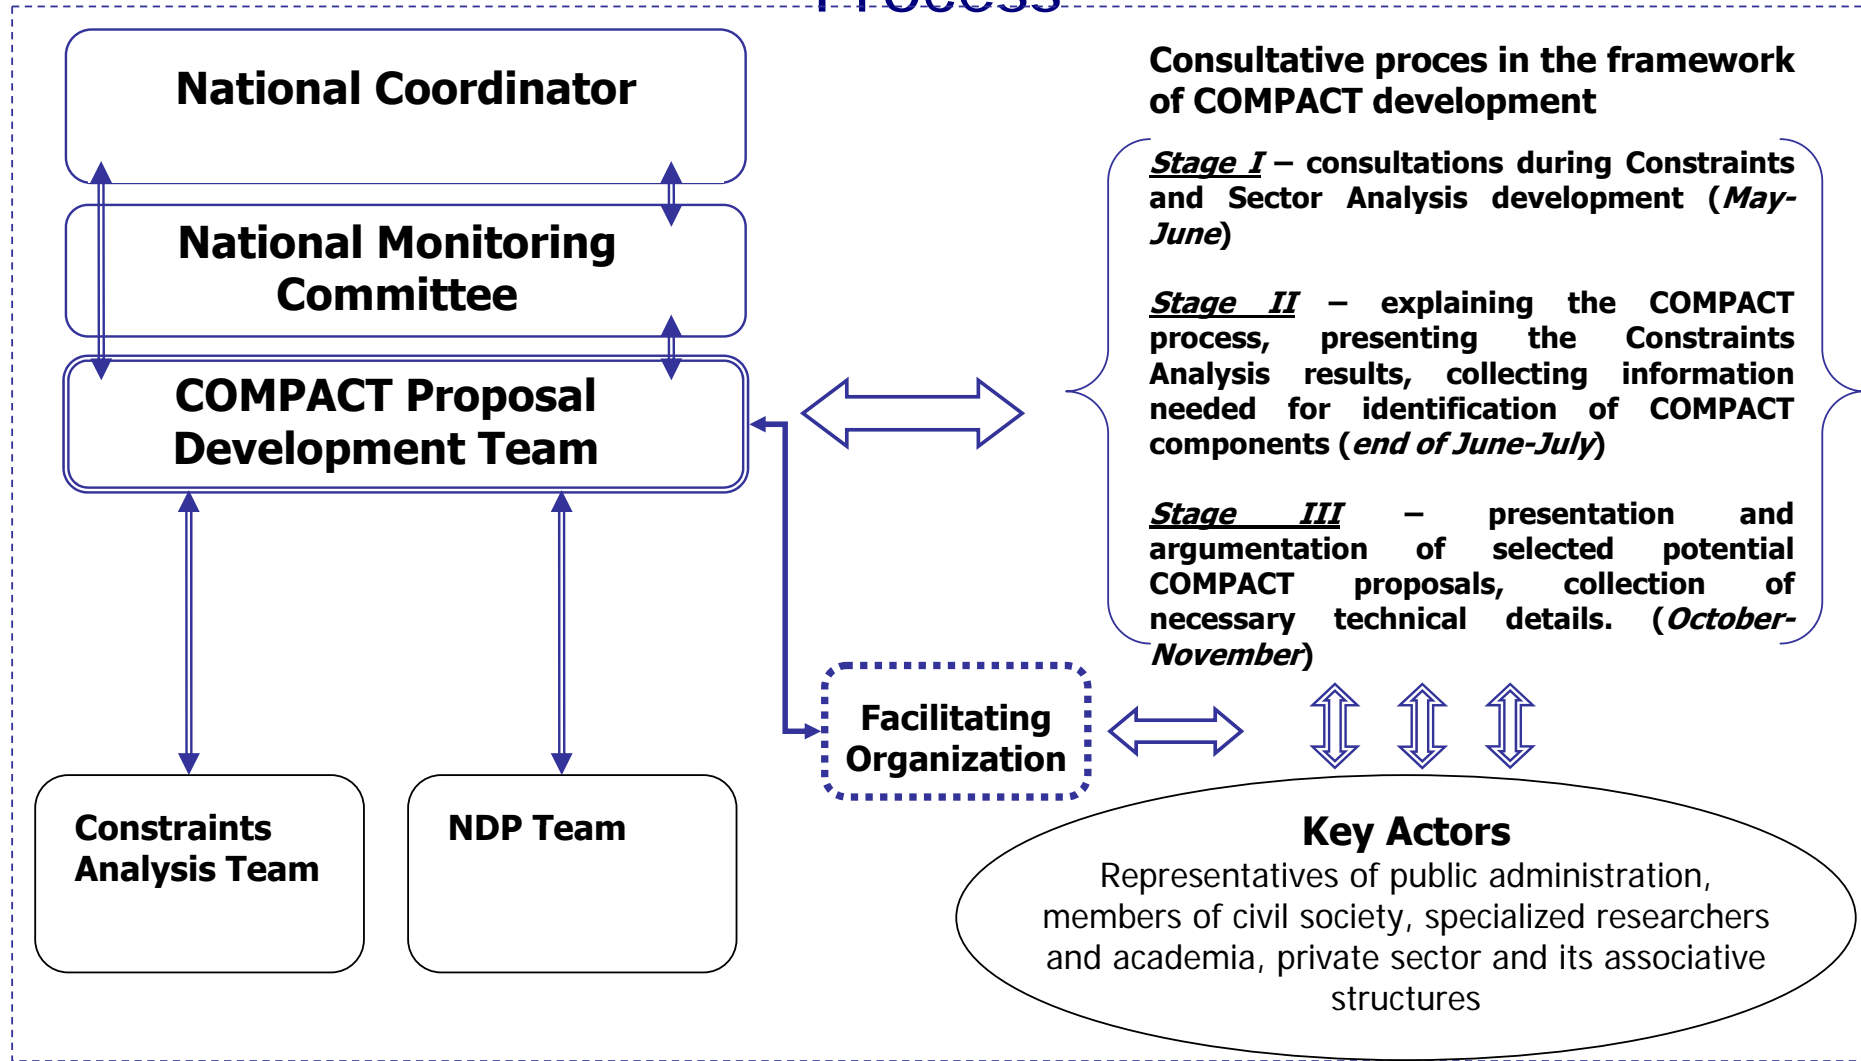 Process
National Coordinator
National Monitoring
Committee
COMPACT Proposal
Development Team
Constraints
Analysis Team
NDP Team
Facilitating
Organization
Consultative proces in the framework
of COMPACT development
Stage I – consultations during Constraints
and Sector Analysis development (May-
June)
Stage II – explaining the COMPACT
process, presenting the Constraints
Analysis results, collecting information
needed for identification of COMPACT
components (end of June-July)
Stage III – presentation and
argumentation of selected potential
COMPACT proposals, collection of
necessary technical details. (October-
November)
Key Actors
Representatives of public administration,
members of civil society, specialized researchers
and academia, private sector and its associative
structures